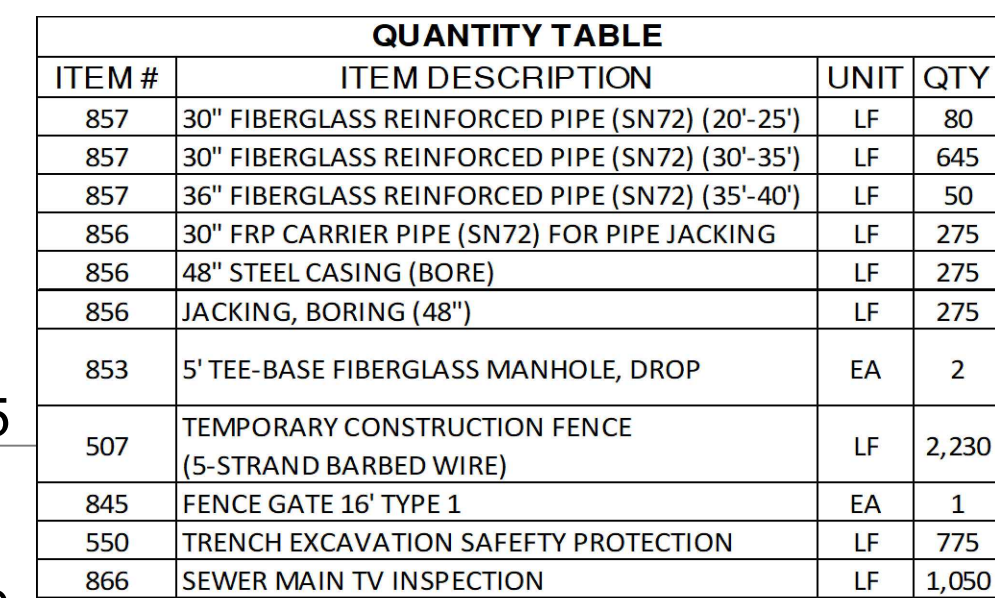 QUANTITY TABLE
ITEM # ITEM DESCRIPTION UNIT QTY
857 30" FIBERGLASS REINFORCED PIPE (SN72) (20'-25') LF 80
857 30" FIBERGLASS REINFORCED PIPE (SN72) (30'-35') LF 645
857 36" FIBERGLASS REINFORCED PIPE (SN72) (35'-40') LF 50
856 30" FRP CARRIER PIPE (SN72) FOR PIPE JACKING LF 275
856 48" STEEL CASING (BORE) LF 275
856 JACKING, BORING (48") LF 275
853 5' TEE-BASE FIBERGLASS MANHOLE, DROP EA 2
507 TEMPORARY CONSTRUCTION FENCE
(5-STRAND BARBED WIRE) LF 2,230
845 FENCE GATE 16' TYPE 1 EA 1
550 TRENCH EXCAVATION SAFEFTY PROTECTION LF 775
866 SEWER MAIN TV INSPECTION LF 1,050